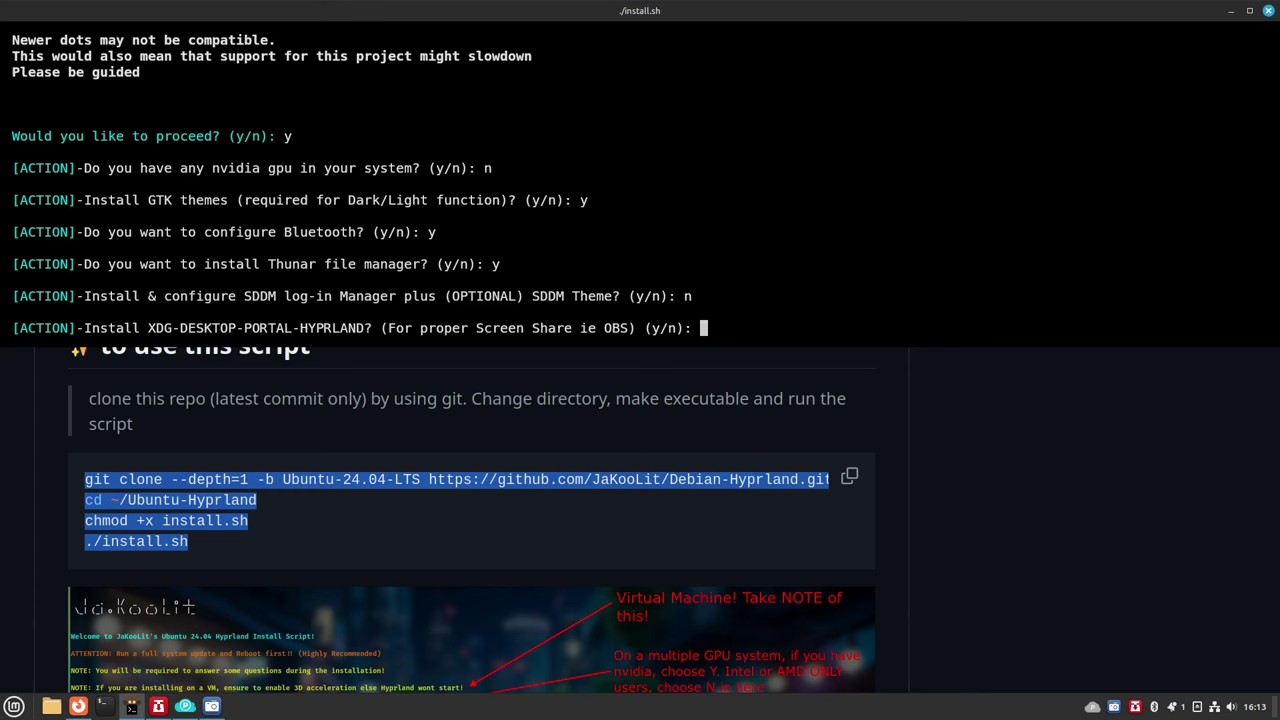 ./install.sh
Newer dots may not be compatible.
This would also mean that support for this project might slowdown
Please be guided
Would you like to proceed? (y/n): y
[ACTION]-Do you have any nvidia gpu in your system? (y/n): n
[ACTION]-Install GTK themes (required for Dark/Light function)? (y/n): y
[ACTION]-Do you want to configure Bluetooth? (y/n): y
[ACTION]-Do you want to install Thunar file manager? (y/n): y
[ACTION]-Install & configure SDDM log-in Manager plus (OPTIONAL) SDDM Theme? (y/n): n
[ACTION]-Install XDG-DESKTOP-PORTAL-HYPRLAND? (For proper Screen Share ie OBS) (y/n):
✨ to use this script
clone this repo (latest commit only) by using git. Change directory, make executable and run the
script
git clone --depth=1 -b Ubuntu-24.04-LTS https://github.com/JaKooLit/Debian-Hyprland.git
cd ~/Ubuntu-Hyprland
chmod +x install.sh
./install.sh
Virtual Machine! Take NOTE of
this!
Welcome to JaKooLit's Ubuntu 24.04 Hyprland Install Script!
ATTENTION! Run a full system update and Reboot first!! (Highly Recommended)
NOTE: You will be required to answer some questions during the installation!
NOTE: If you are installing on a VM, ensure to enable 3D acceleration else Hyprland wont start!
On a multiple GPU system, if you have
nvidia, choose Y. Intel or AMD ONLY
users, choose N in here
1
16:13